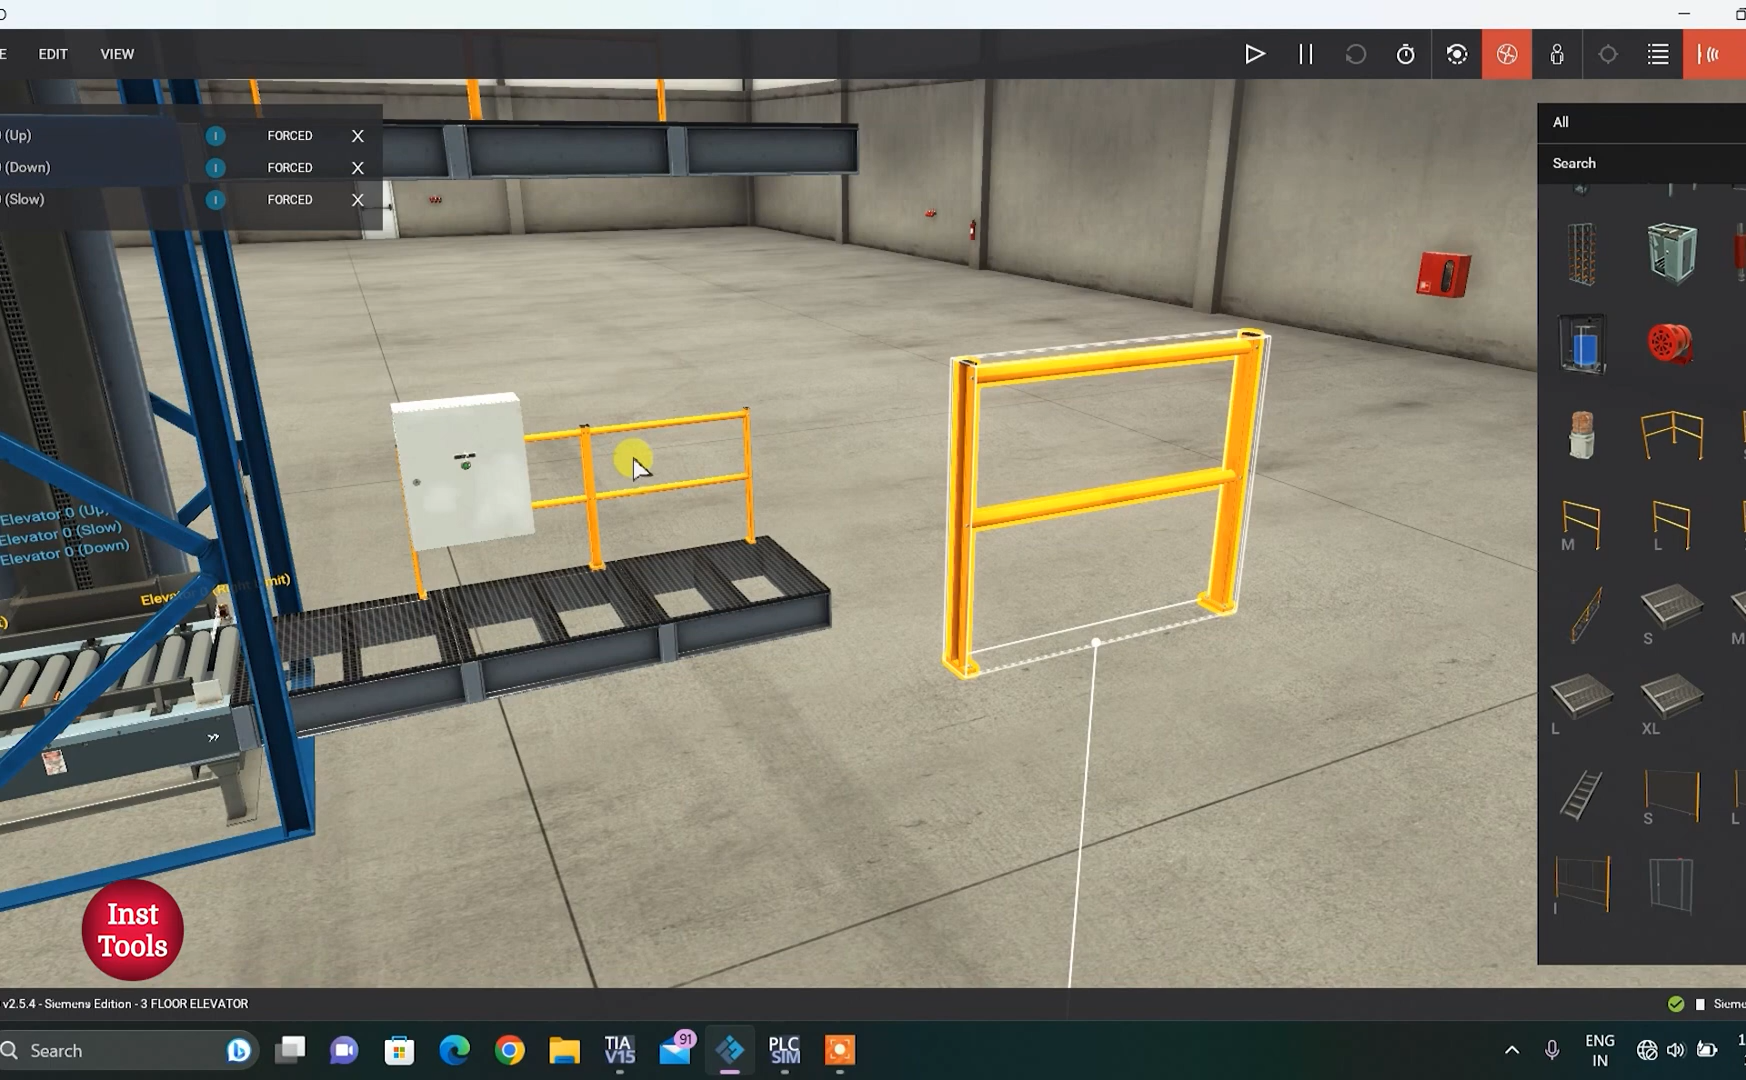 E EDIT VIEW
(Up) I FORCED X
(Down) I FORCED X
(Slow) I FORCED X
All
Search
Elevator 0 (Up)
Elevator 0 (Slow)
Elevator 0 (Down)
M L
S M
L XL
S L
Inst
Tools
v2.5.4 - Siemens Edition - 3 FLOOR ELEVATOR
Search
TIA
V15
91
PLC
SIM
ENG
IN